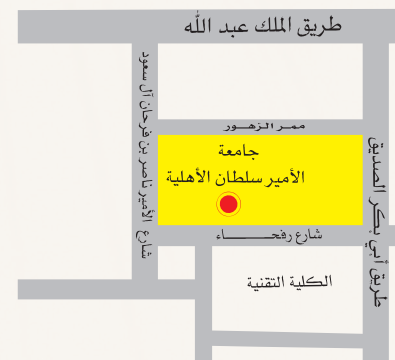 طريق الملك عبد الله
شارع الأمير ناصر بن فرحان آل سعود
ممر الزهور
جامعة
الأمير سلطان الأهلية
طريق أبي بكر الصديق
شارع رفحاء
الكلية التقنية